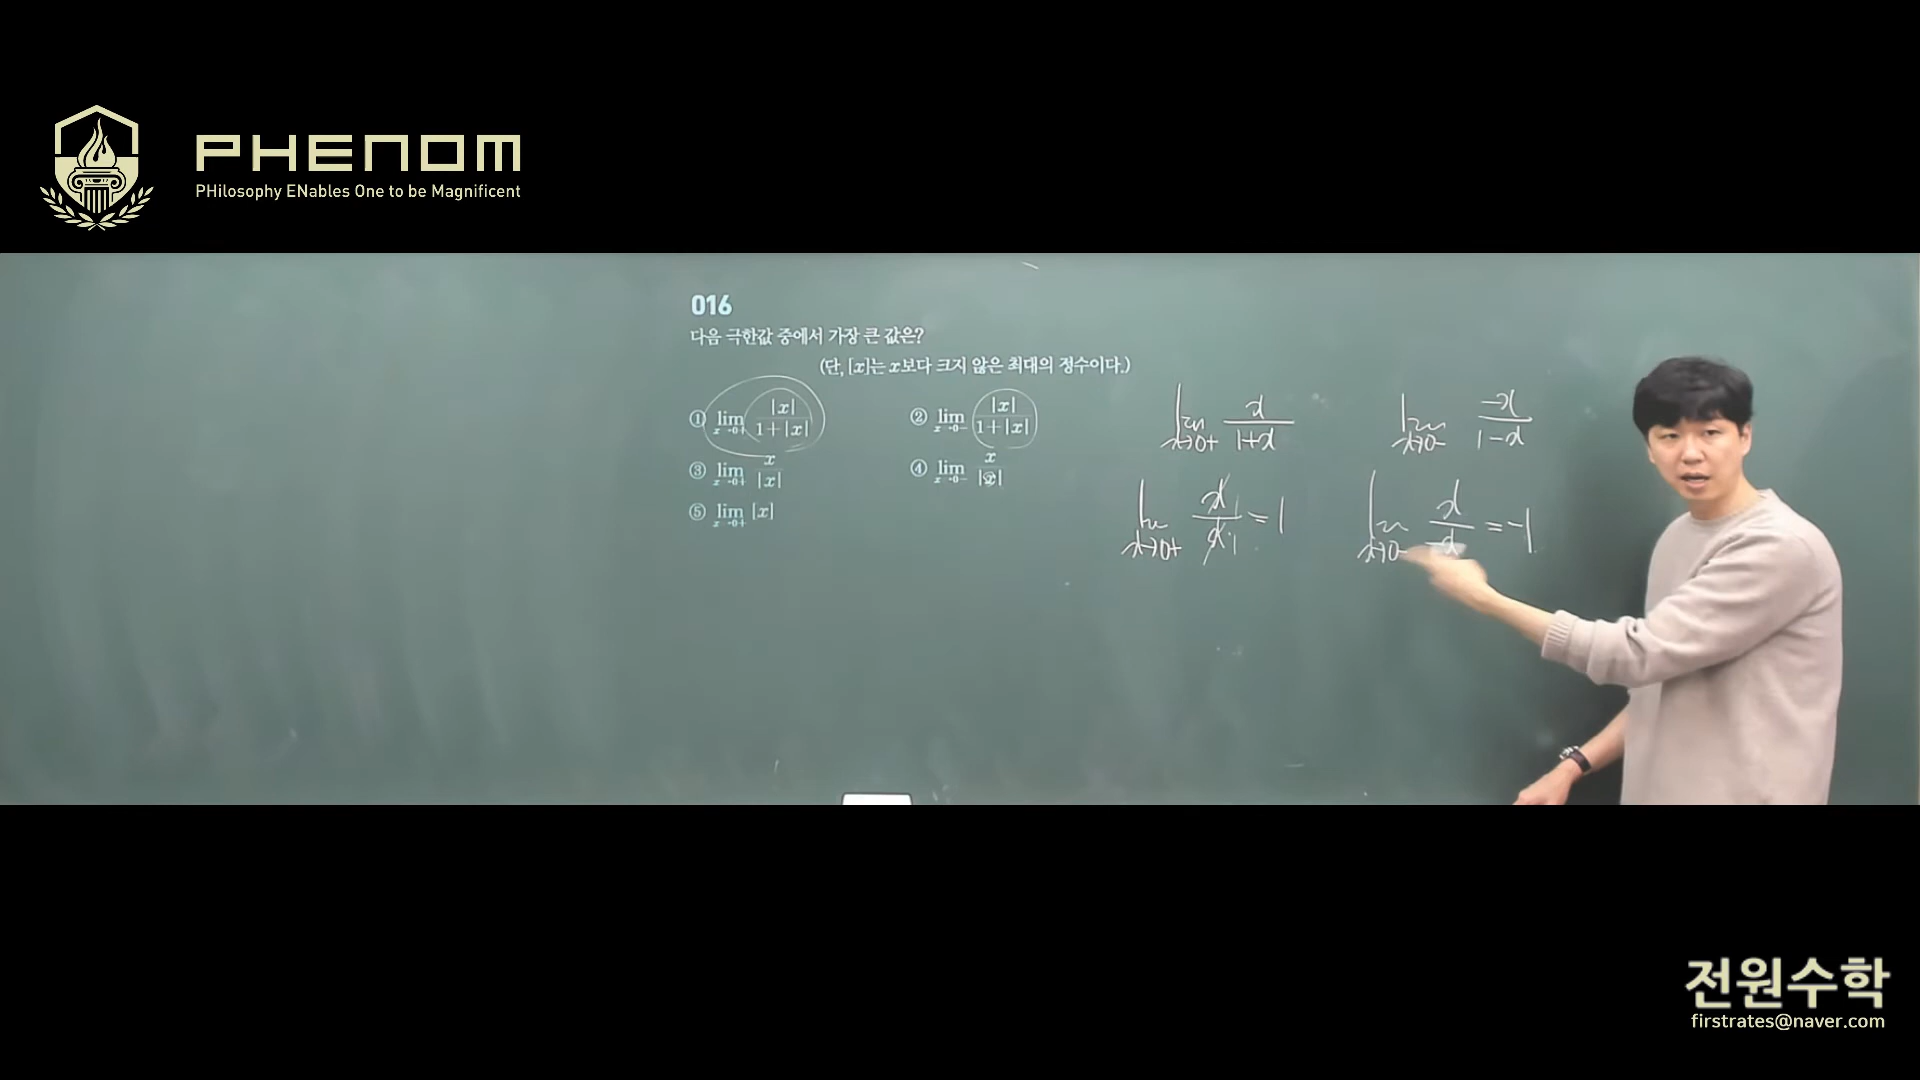 PHENOM
PHilosophy ENables One to be Magnificent
016
다음 극한값 중에서 가장 큰 값은?
(단, [x]는 x보다 크지 않은 최대의 정수이다.)
① lim x→0+ |x| / 1+|x|
② lim x→0- |x| / 1+|x|
③ lim x→0+ x / |x|
④ lim x→0- x / |x|
⑤ lim x→0+ [x]
lim x→0+ x / 1+x
lim x→0- -x / 1-x
lim x→0+ x 1 / x 1 = 1
lim x→0- x / -x = -1
전원수학
firstrates@naver.com